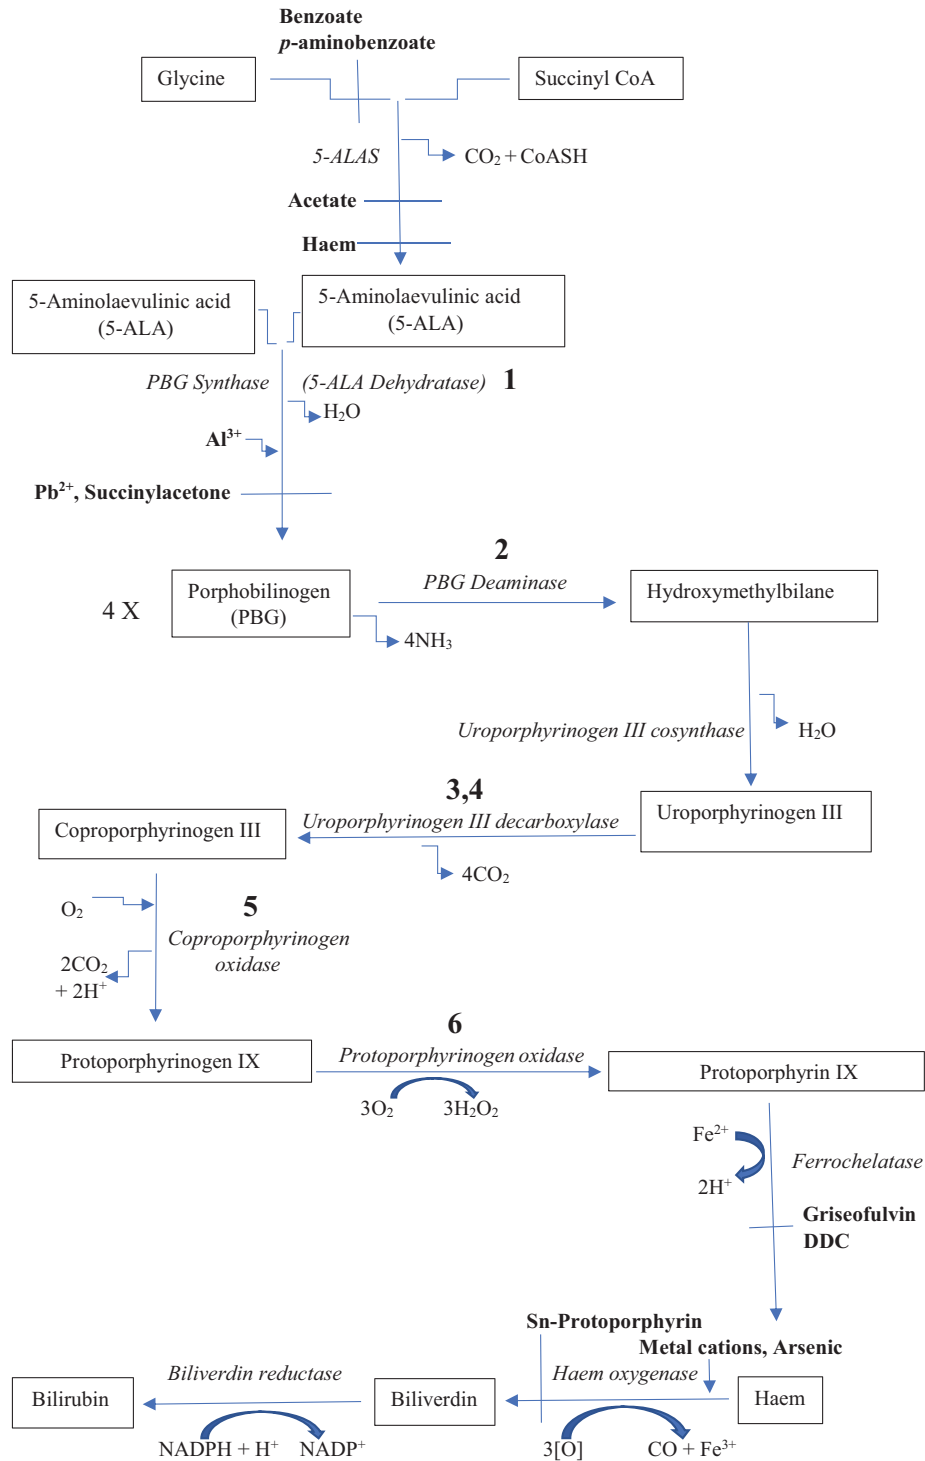 Benzoate
p-aminobenzoate
Glycine
Succinyl CoA
5-ALAS
CO₂ + CoASH
Acetate
Haem
5-Aminolaevulinic acid
(5-ALA)
5-Aminolaevulinic acid
(5-ALA)
PBG Synthase (5-ALA Dehydratase) 1
H₂O
Al³⁺
Pb²⁺, Succinylacetone
2
PBG Deaminase
4 X
Porphobilinogen
(PBG)
Hydroxymethylbilane
4NH₃
Uroporphyrinogen III cosynthase
H₂O
3,4
Uroporphyrinogen III decarboxylase
Uroporphyrinogen III
Coproporphyrinogen III
4CO₂
O₂
5
Coproporphyrinogen
oxidase
2CO₂
+ 2H⁺
6
Protoporphyrinogen oxidase
Protoporphyrinogen IX
Protoporphyrin IX
3O₂
3H₂O₂
Fe²⁺
2H⁺
Ferrochelatase
Griseofulvin
DDC
Sn-Protoporphyrin
Metal cations, Arsenic
Biliverdin reductase
Haem oxygenase
Bilirubin
Biliverdin
Haem
NADPH + H⁺
NADP⁺
3[O]
CO + Fe³⁺